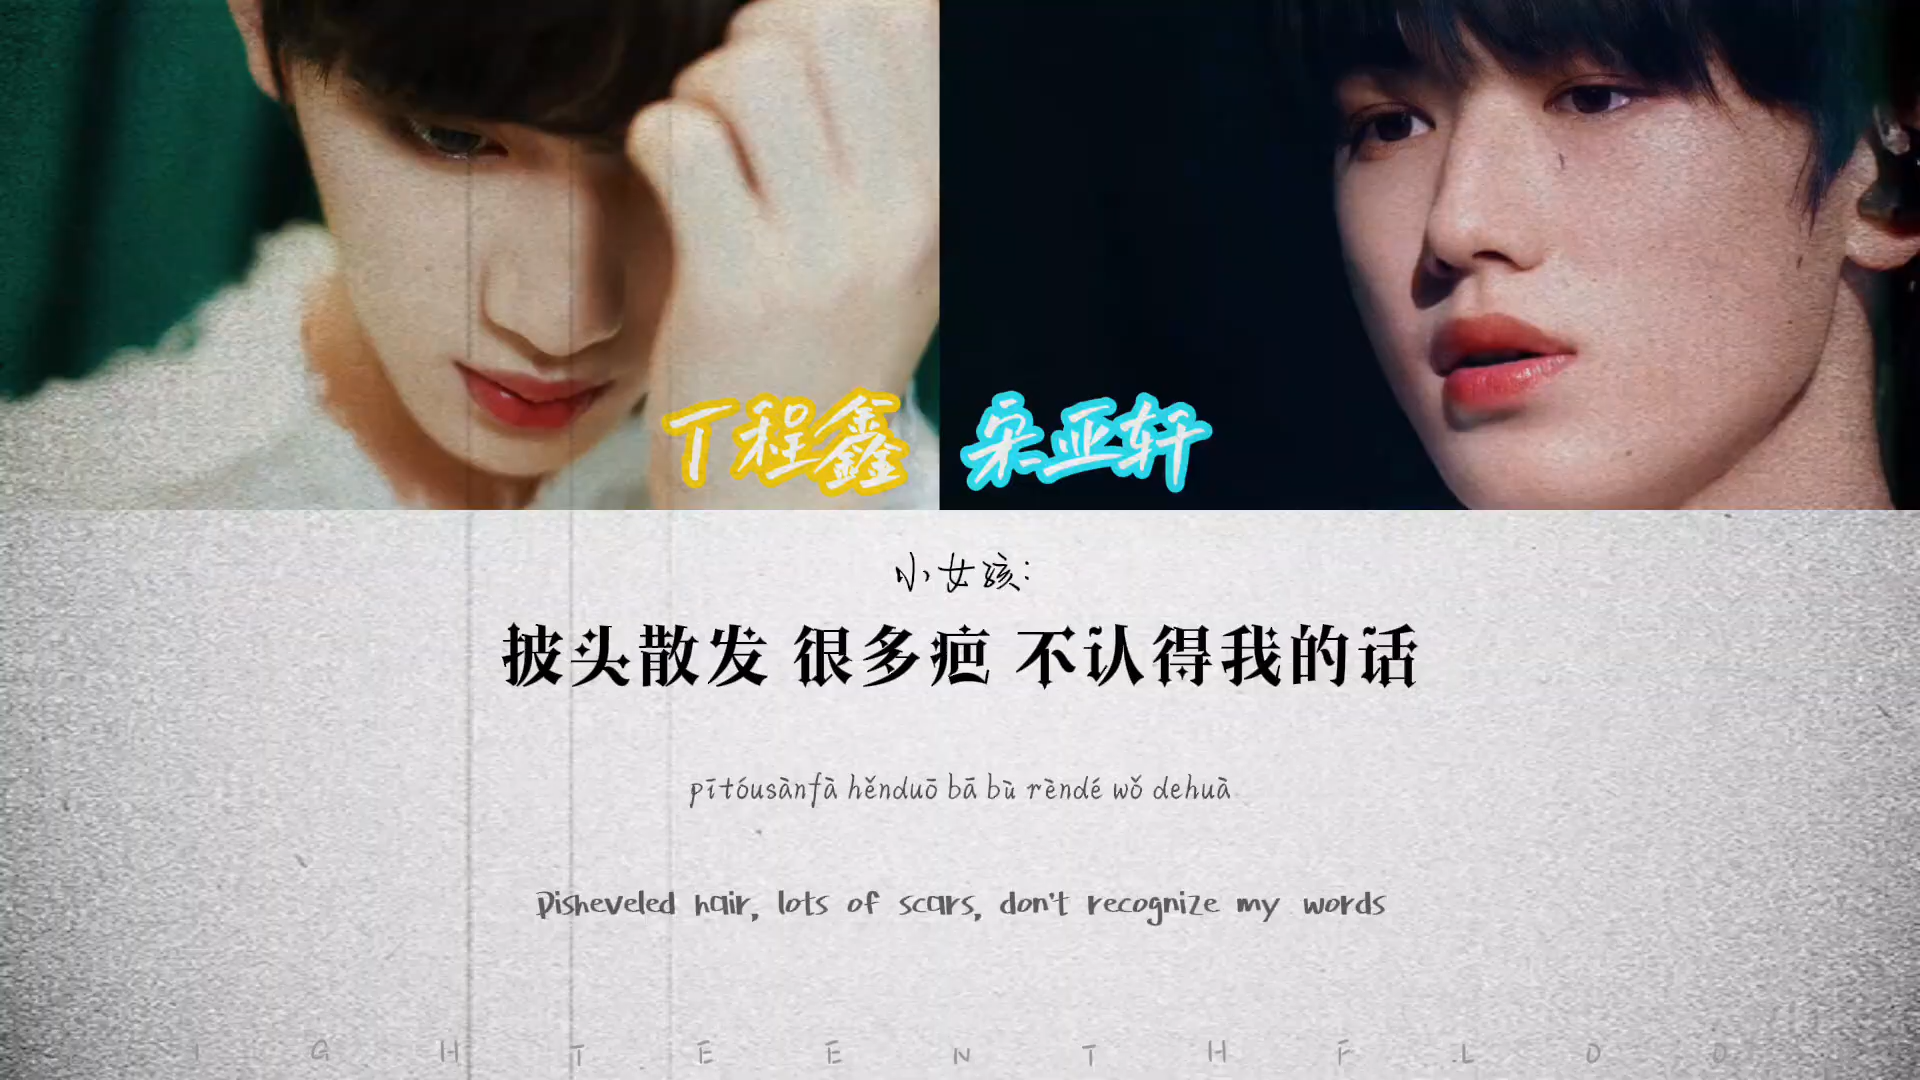 丁程鑫
宋亚轩
小女孩:
披头散发 很多疤 不认得我的话
pītóusànfà hěnduō bā bù rèndé wǒ dehuà
Disheveled hair, lots of scars, don't recognize my words
I G H T E E N T H F L O O